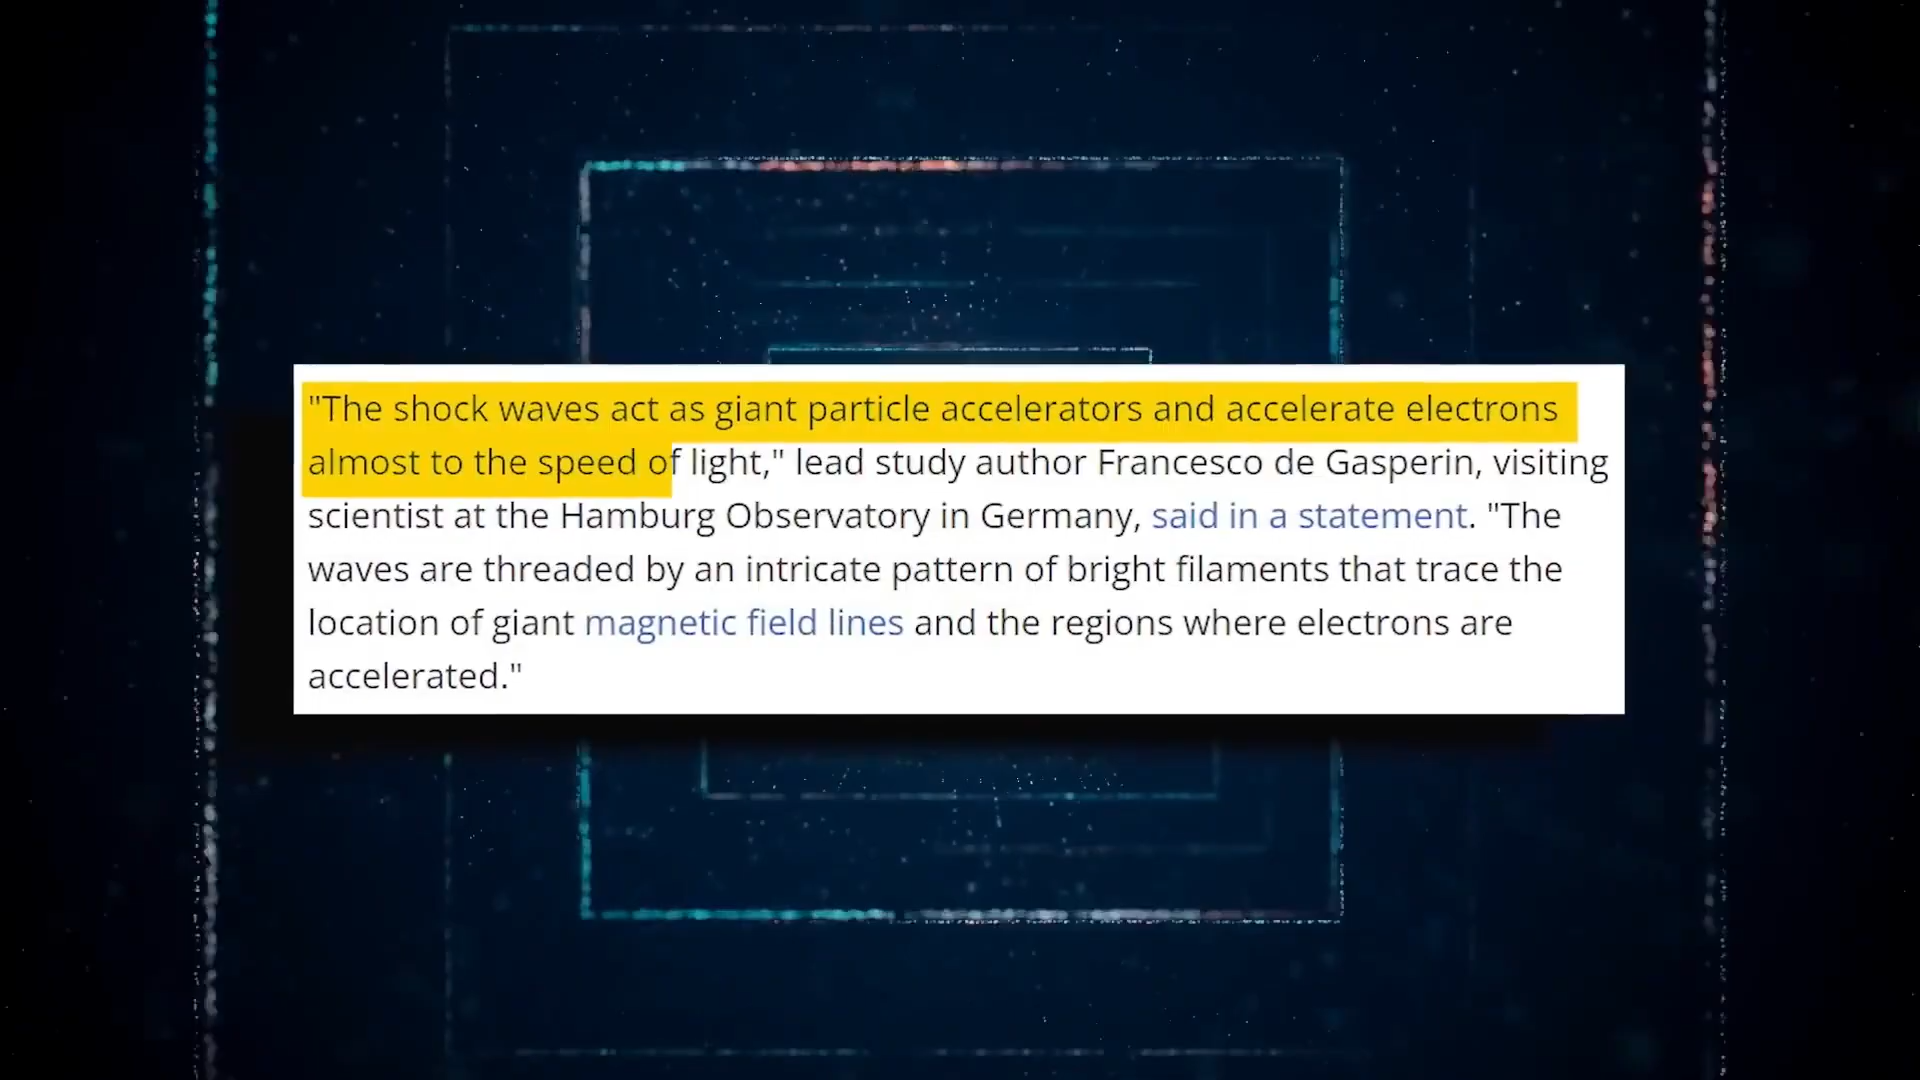 "The shock waves act as giant particle accelerators and accelerate electrons
almost to the speed of light," lead study author Francesco de Gasperin, visiting
scientist at the Hamburg Observatory in Germany, said in a statement. "The
waves are threaded by an intricate pattern of bright filaments that trace the
location of giant magnetic field lines and the regions where electrons are
accelerated."